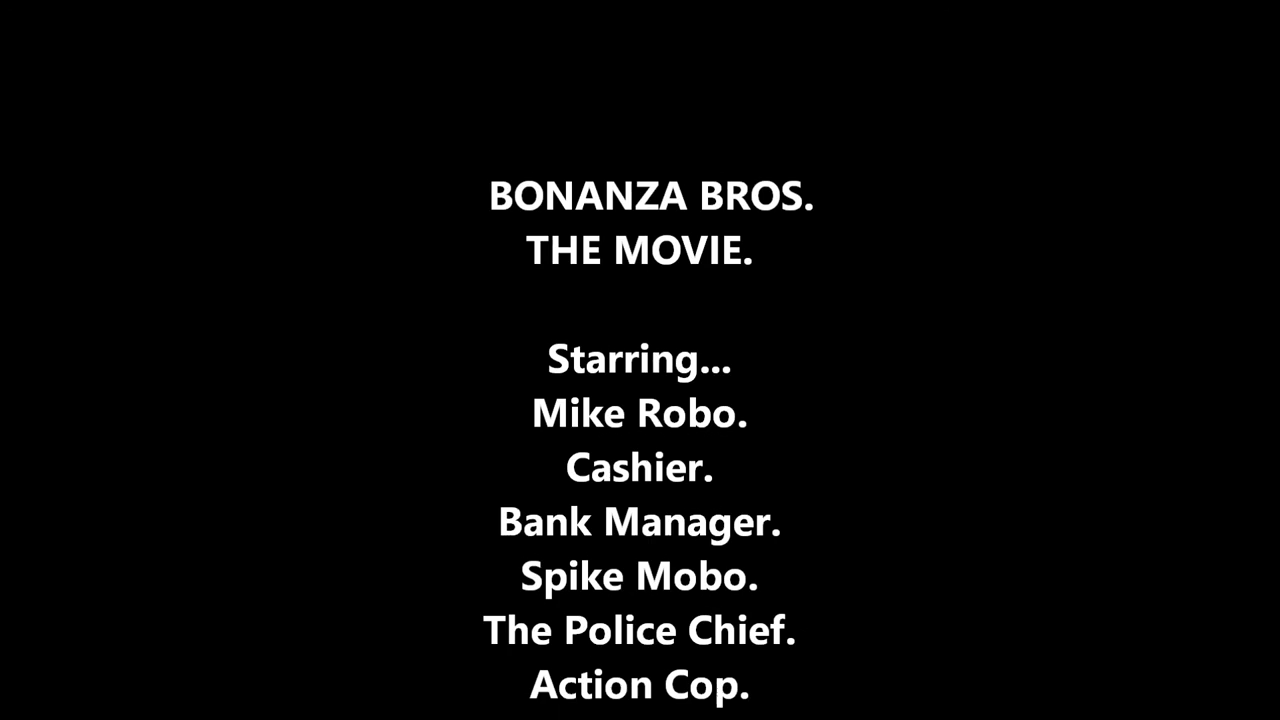 BONANZA BROS.
THE MOVIE.
Starring...
Mike Robo.
Cashier.
Bank Manager.
Spike Mobo.
The Police Chief.
Action Cop.